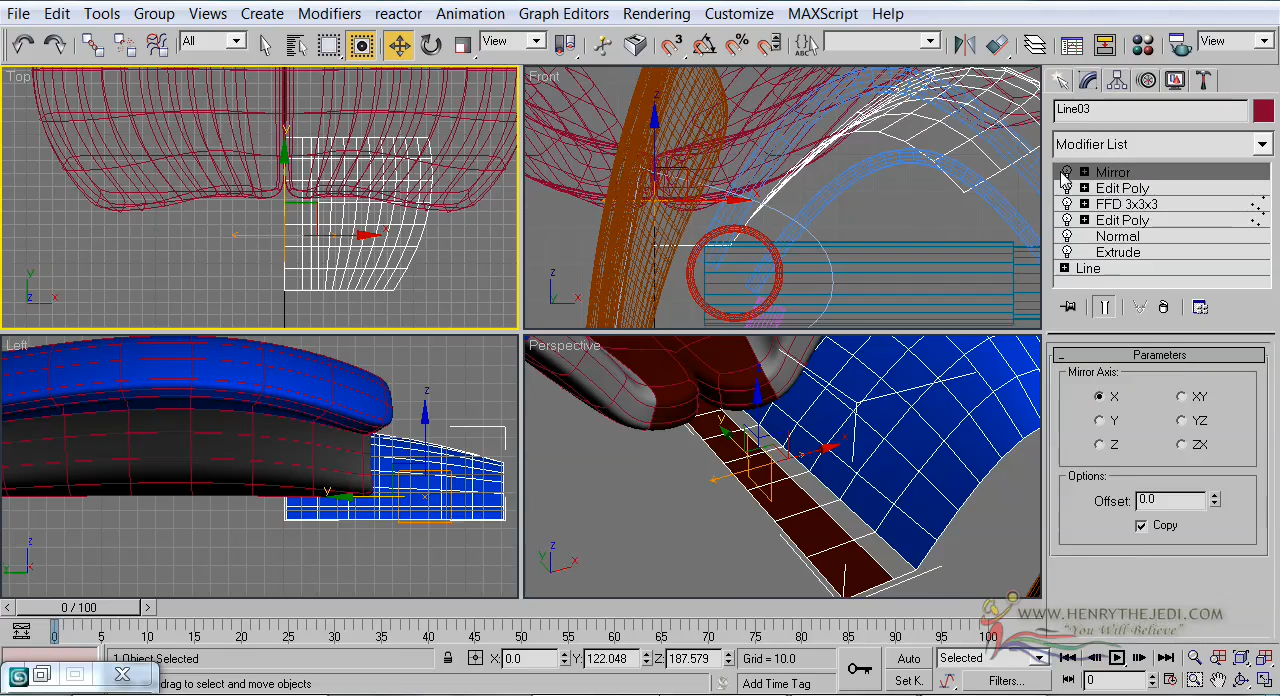 File Edit Tools Group Views Create Modifiers reactor Animation Graph Editors Rendering Customize MAXScript Help
All View 3 % ABC View
Top
Front
Left
Perspective
Line03
Modifier List
Mirror
Edit Poly
FFD 3x3x3
Edit Poly
Normal
Extrude
Line
Parameters
Mirror Axis:
X XY
Y YZ
Z ZX
Options:
Offset: 0.0
Copy
WWW.HENRYTHEJEDI.COM
"You Will Believe"
0 / 100
0 5 10 15 20 25 30 35 40 45 50 55 60 65 70 75 80 85 90 95 100
1 Object Selected X: 0.0 Y: 122.048 Z: 187.579 Grid = 10.0 Auto Selected
drag to select and move objects Add Time Tag Set K. Filters... 0